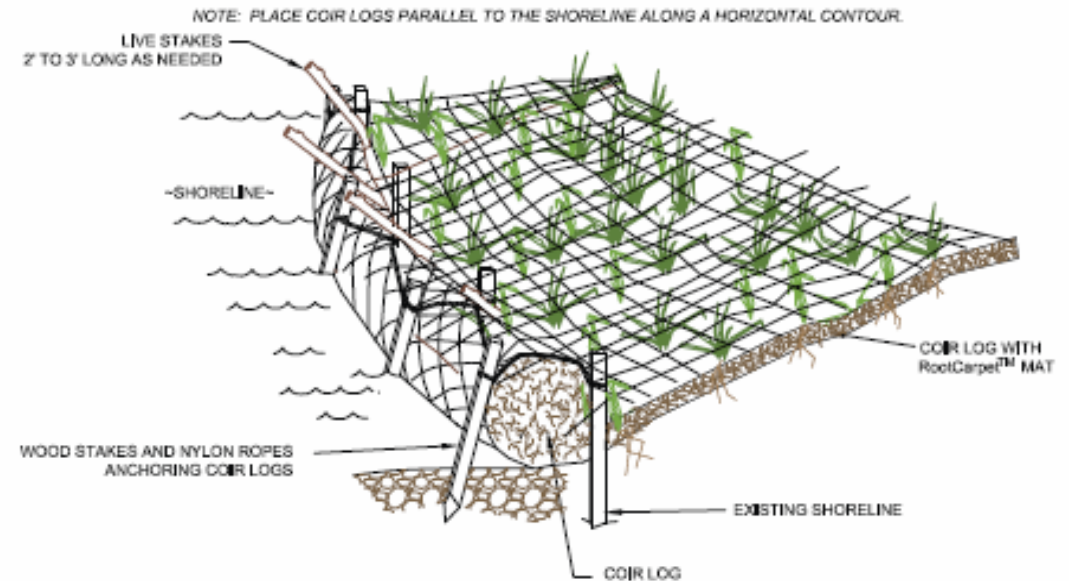 NOTE: PLACE COIR LOGS PARALLEL TO THE SHORELINE ALONG A HORIZONTAL CONTOUR.
LIVE STAKES
2' TO 3' LONG AS NEEDED
~SHORELINE~
COIR LOG WITH
RootCarpet™ MAT
WOOD STAKES AND NYLON ROPES
ANCHORING COIR LOGS
EXISTING SHORELINE
COIR LOG